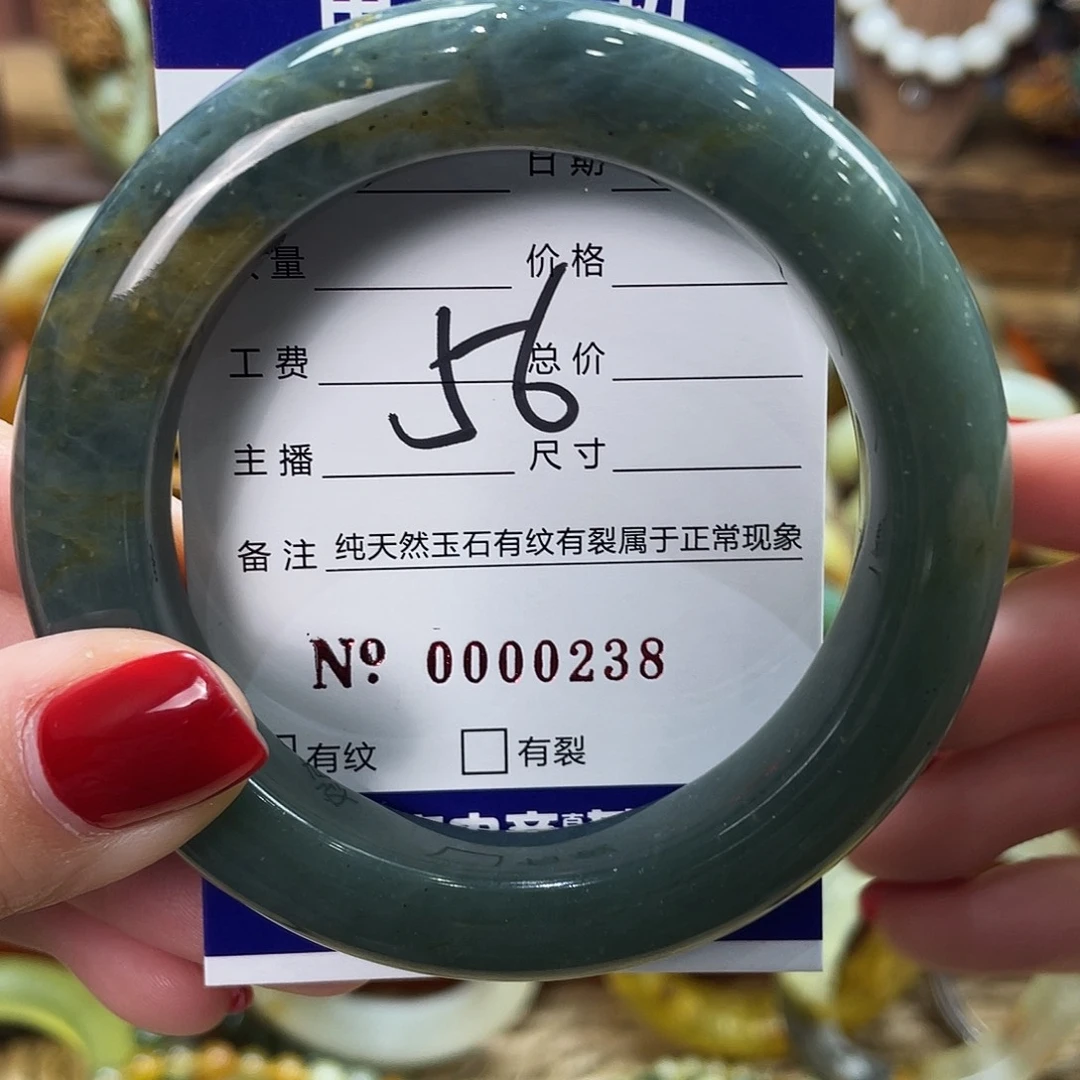 日期
量 价格
56
工费 总价
主播 尺寸
备注 纯天然玉石有纹有裂属于正常现象
№ 0000238
有纹 有裂